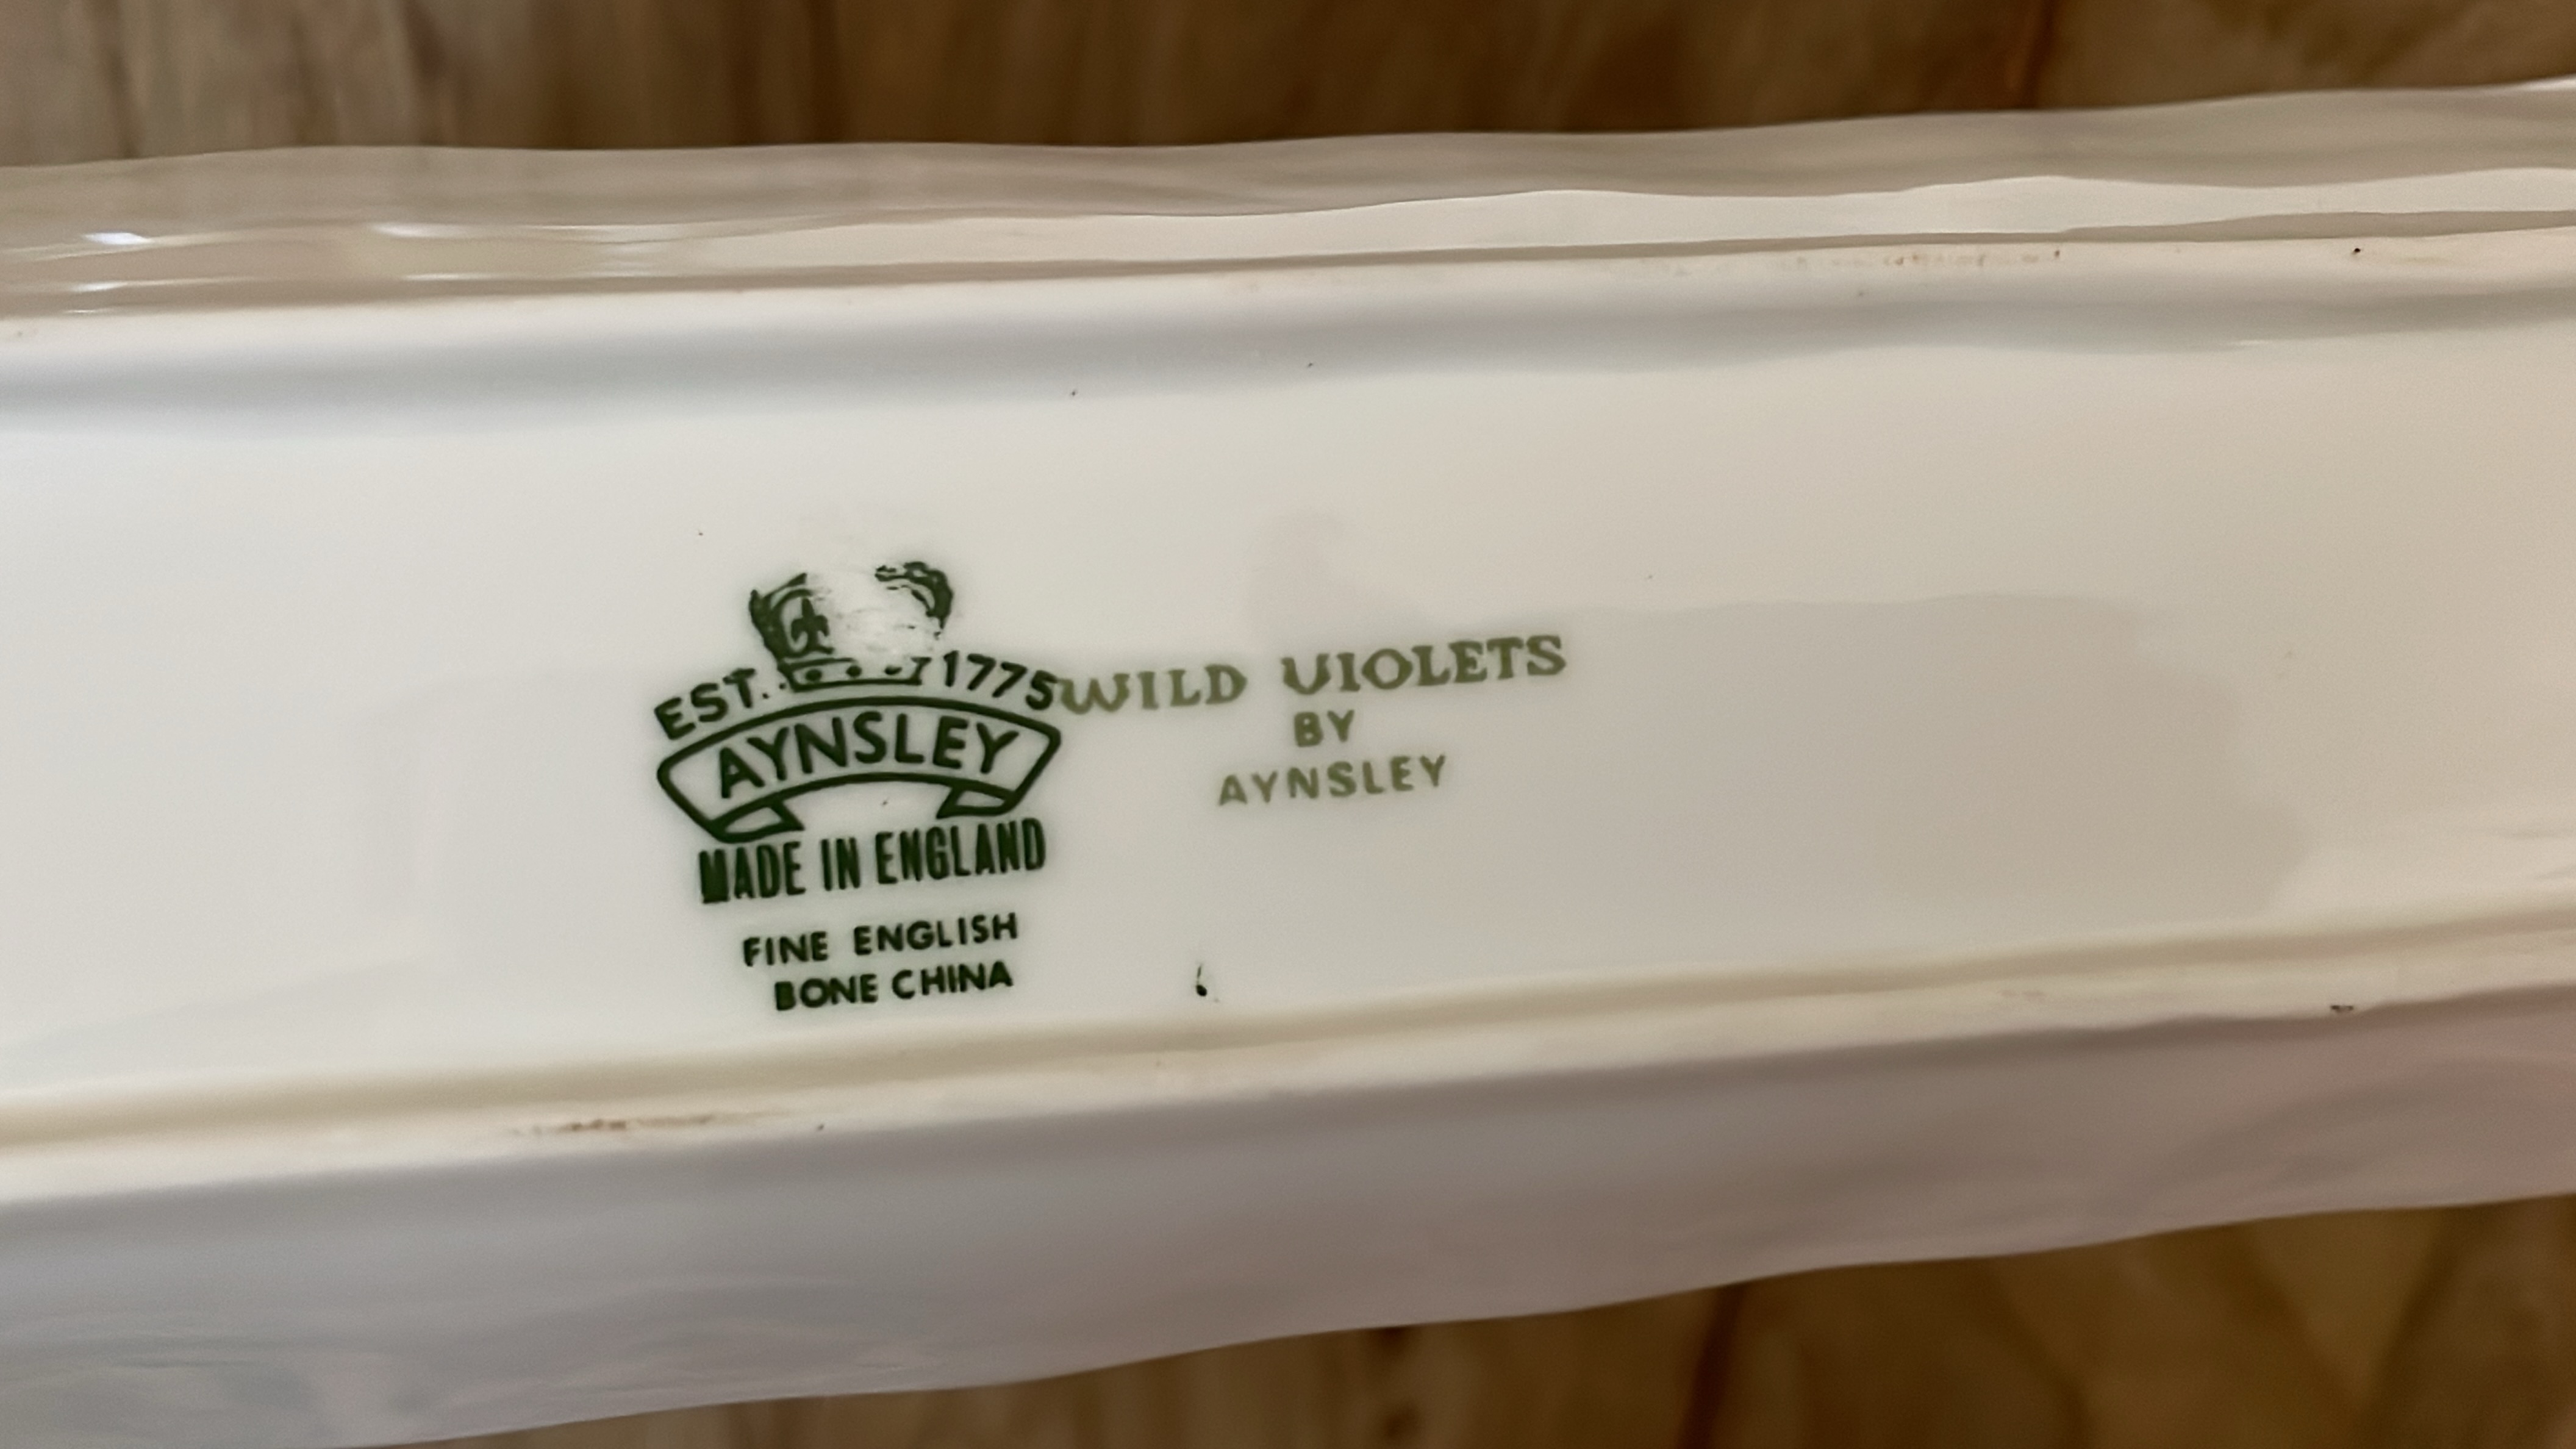 EST. 1775
AYNSLEY
MADE IN ENGLAND
FINE ENGLISH
BONE CHINA
WILD VIOLETS
BY
AYNSLEY